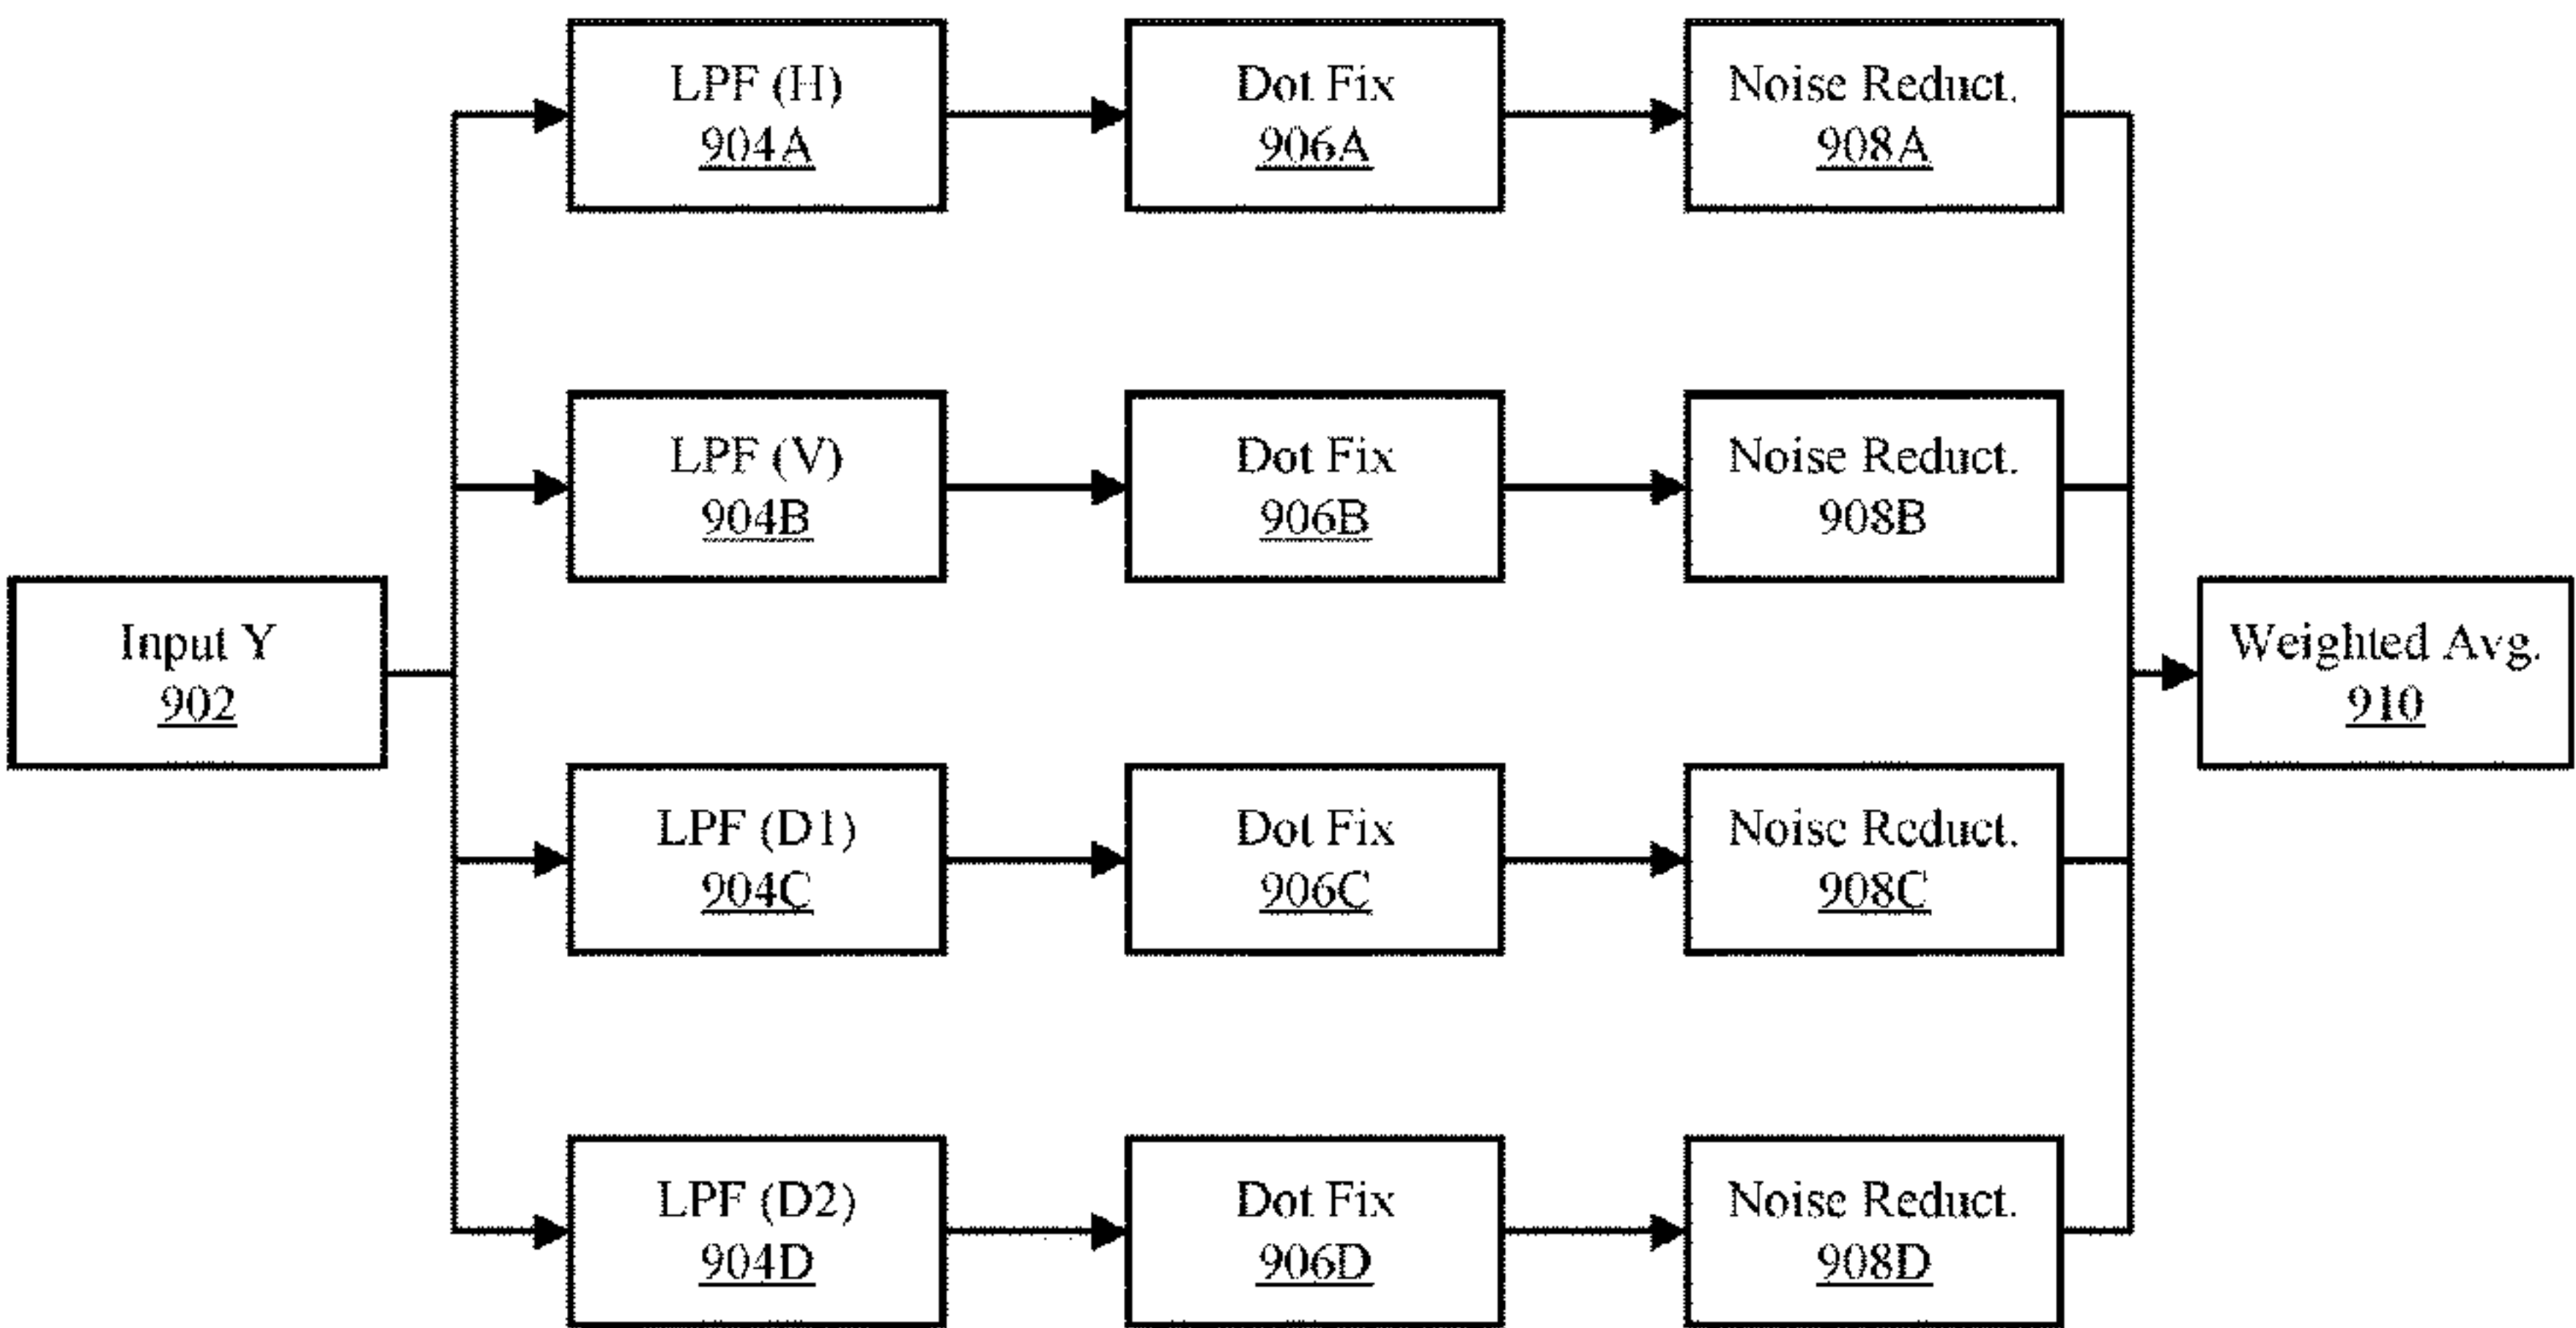 LPF (H)
904A
Dot Fix
906A
Noise Reduct.
908A
LPF (V)
904B
Dot Fix
906B
Noise Reduct.
908B
Input Y
902
Weighted Avg.
910
LPF (D1)
904C
Dot Fix
906C
Noise Reduct.
908C
LPF (D2)
904D
Dot Fix
906D
Noise Reduct.
908D